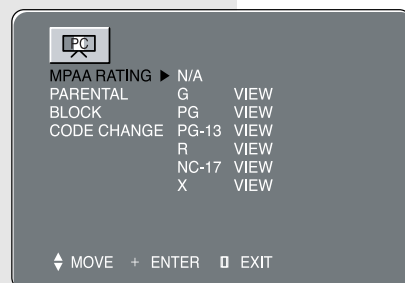 PC
MPAA RATING ▶ N/A
PARENTAL G VIEW
BLOCK PG VIEW
CODE CHANGE PG-13 VIEW
R VIEW
NC-17 VIEW
X VIEW
MOVE + ENTER EXIT